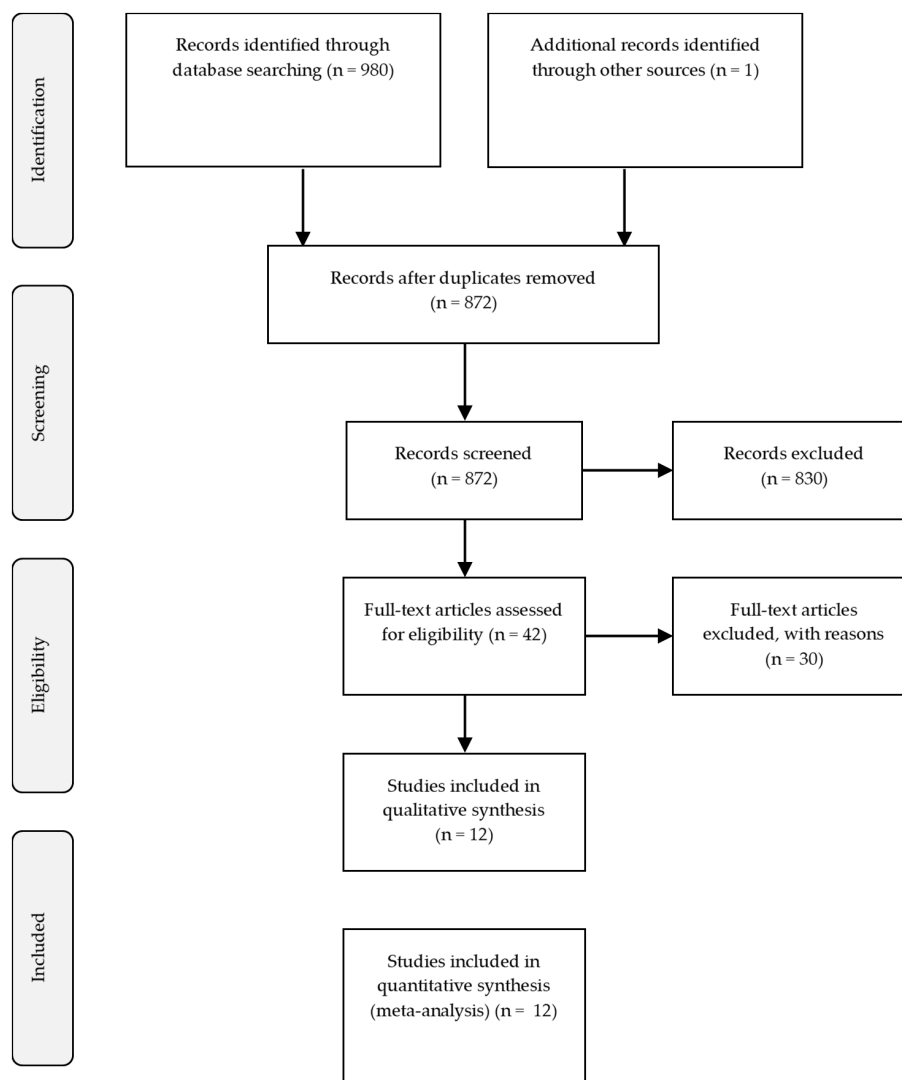 Identification
Records identified through
database searching (n = 980)
Additional records identified
through other sources (n = 1)
Records after duplicates removed
(n = 872)
Screening
Records screened
(n = 872)
Records excluded
(n = 830)
Eligibility
Full-text articles assessed
for eligibility (n = 42)
Full-text articles
excluded, with reasons
(n = 30)
Studies included in
qualitative synthesis
(n = 12)
Included
Studies included in
quantitative synthesis
(meta-analysis) (n =  12)